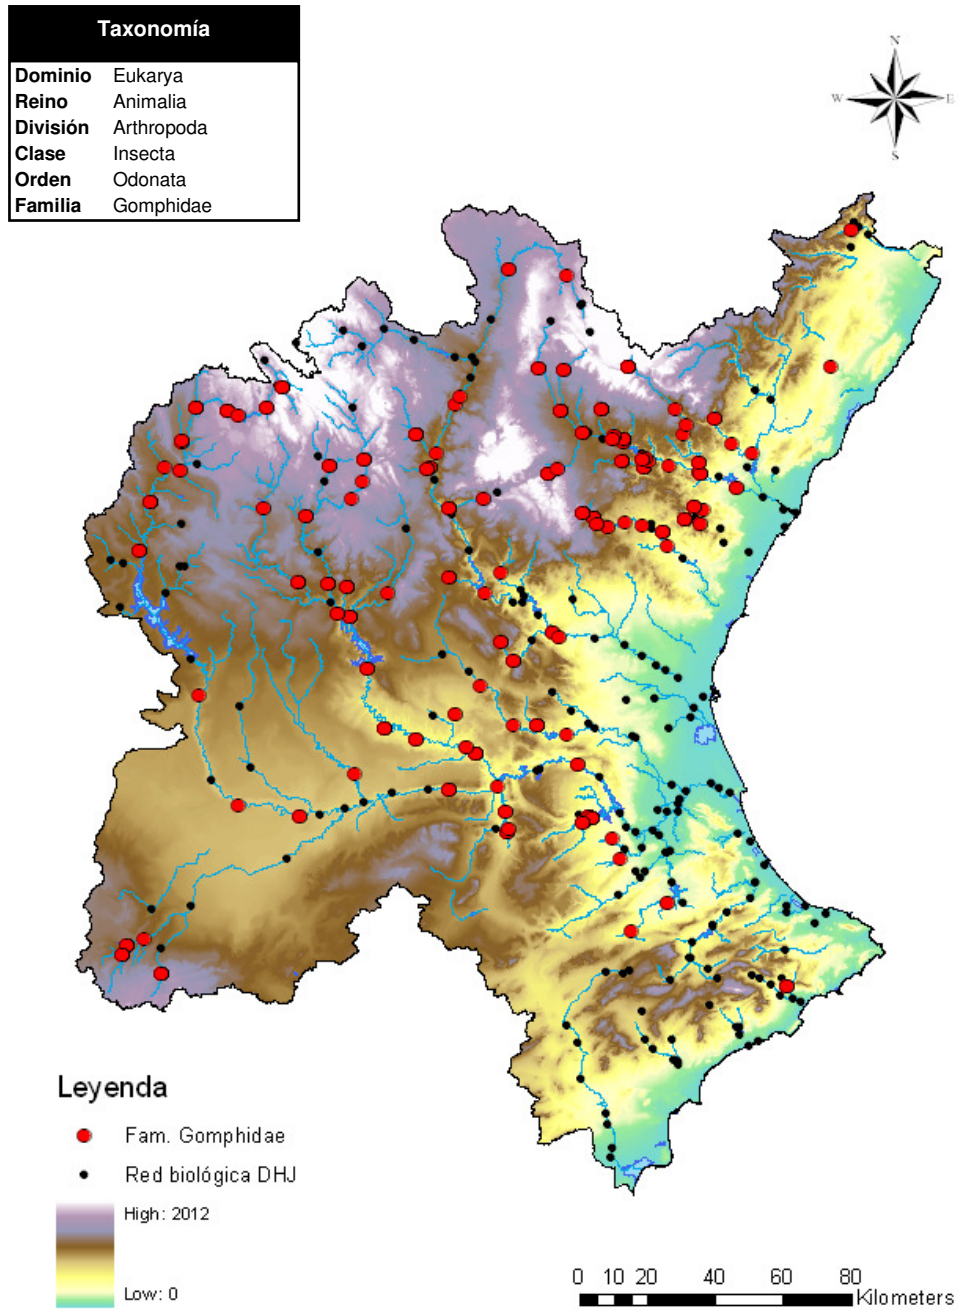 Taxonomía
Dominio Eukarya
Reino Animalia
División Arthropoda
Clase Insecta
Orden Odonata
Familia Gomphidae
N
W E
S
Leyenda
Fam. Gomphidae
Red biológica DHJ
High: 2012
Low: 0
0 10 20 40 60 80
Kilometers